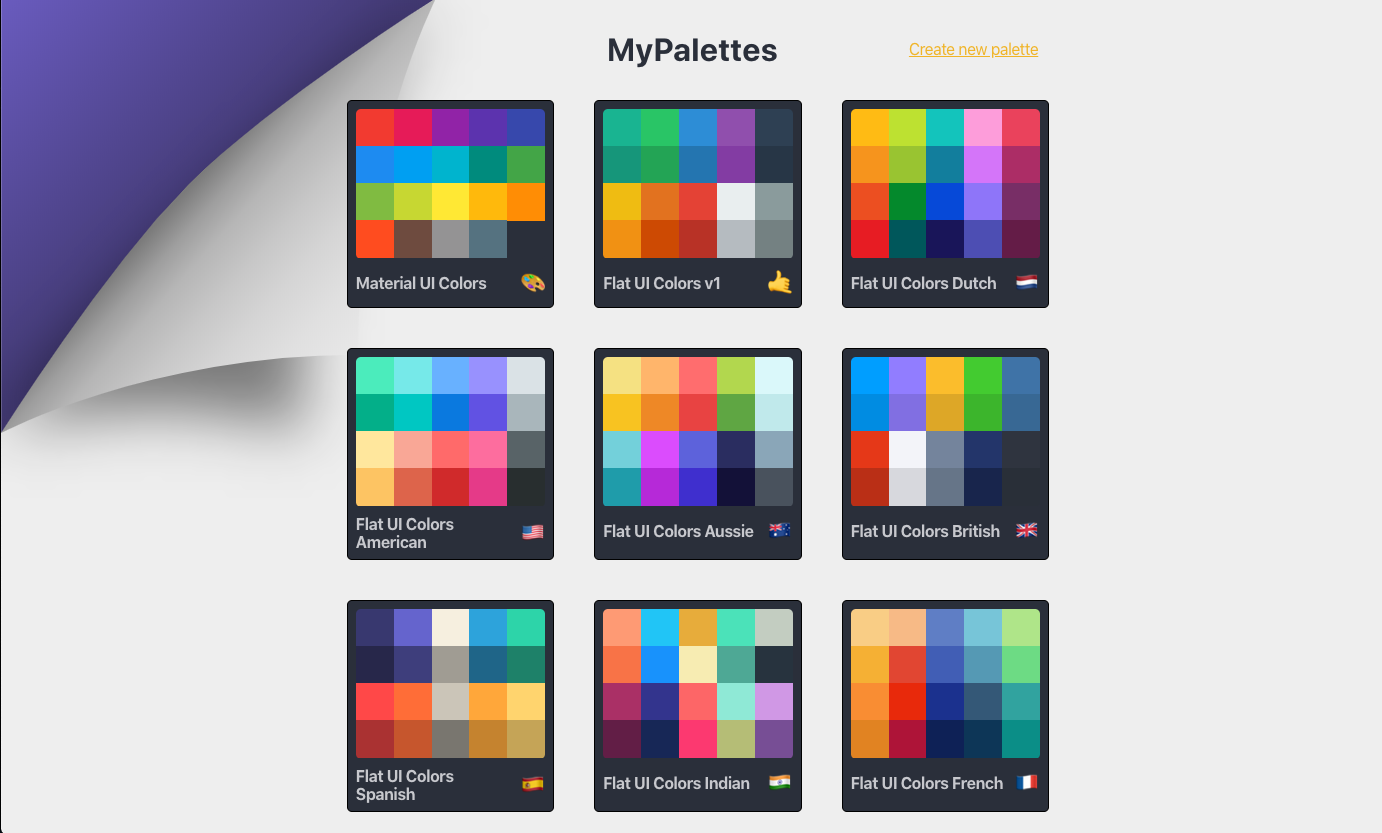 MyPalettes
Create new palette
Material UI Colors
Flat UI Colors v1
Flat UI Colors Dutch
Flat UI Colors
American
Flat UI Colors Aussie
Flat UI Colors British
Flat UI Colors
Spanish
Flat UI Colors Indian
Flat UI Colors French